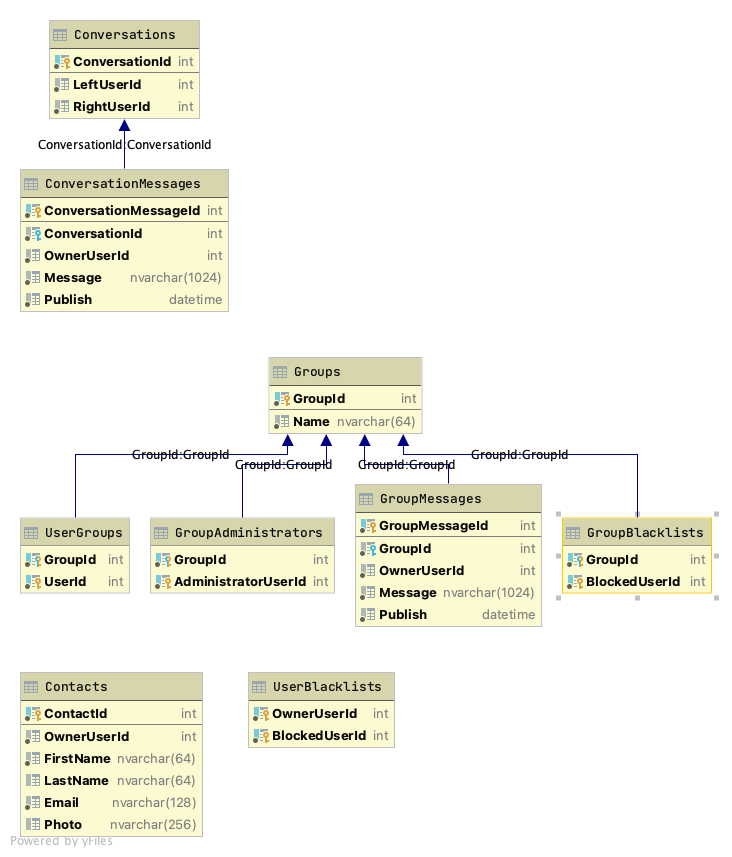 Conversations
ConversationId int
LeftUserId int
RightUserId int
ConversationId:ConversationId
ConversationMessages
ConversationMessageId int
ConversationId int
OwnerUserId int
Message nvarchar(1024)
Publish datetime
Groups
GroupId int
Name nvarchar(64)
GroupId:GroupId
GroupId:GroupId
GroupId:GroupId
GroupId:GroupId
UserGroups
GroupId int
UserId int
GroupAdministrators
GroupId int
AdministratorUserId int
GroupMessages
GroupMessageId int
GroupId int
OwnerUserId int
Message nvarchar(1024)
Publish datetime
GroupBlacklists
GroupId int
BlockedUserId int
Contacts
ContactId int
OwnerUserId int
FirstName nvarchar(64)
LastName nvarchar(64)
Email nvarchar(128)
Photo nvarchar(256)
UserBlacklists
OwnerUserId int
BlockedUserId int
Powered by yFiles